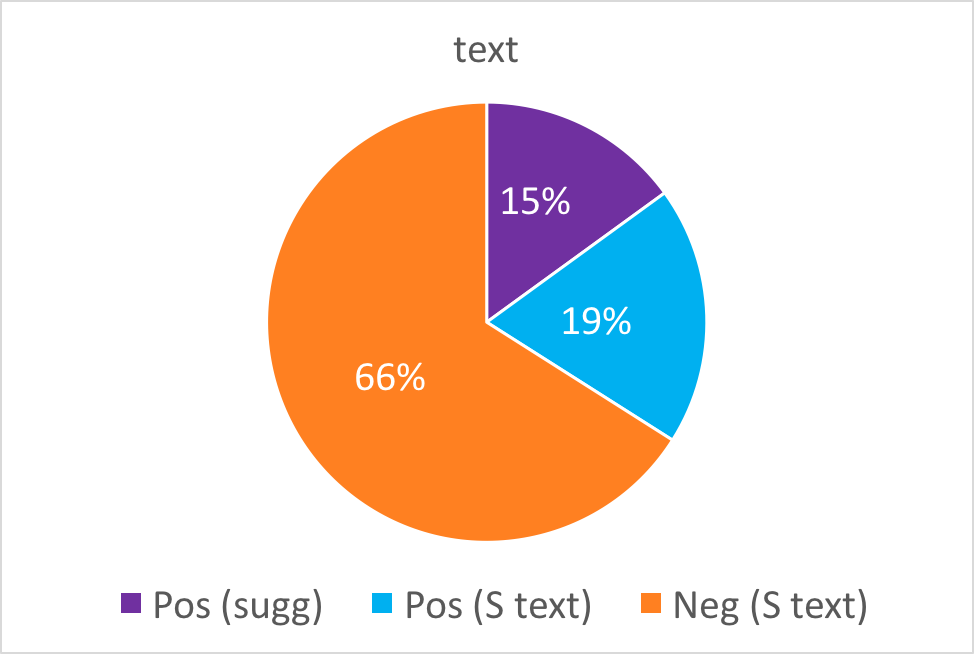 text
15%
19%
66%
Pos (sugg) Pos (S text) Neg (S text)